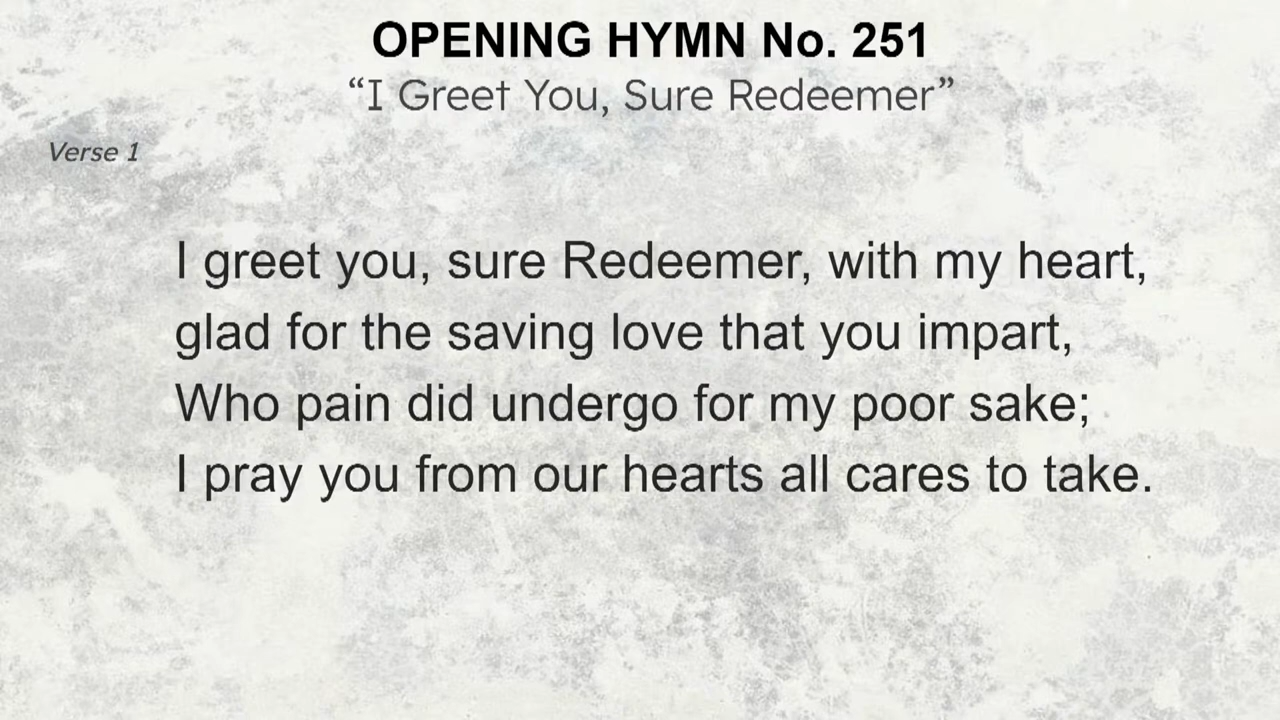 OPENING HYMN No. 251
“I Greet You, Sure Redeemer”
Verse 1
I greet you, sure Redeemer, with my heart,
glad for the saving love that you impart,
Who pain did undergo for my poor sake;
I pray you from our hearts all cares to take.